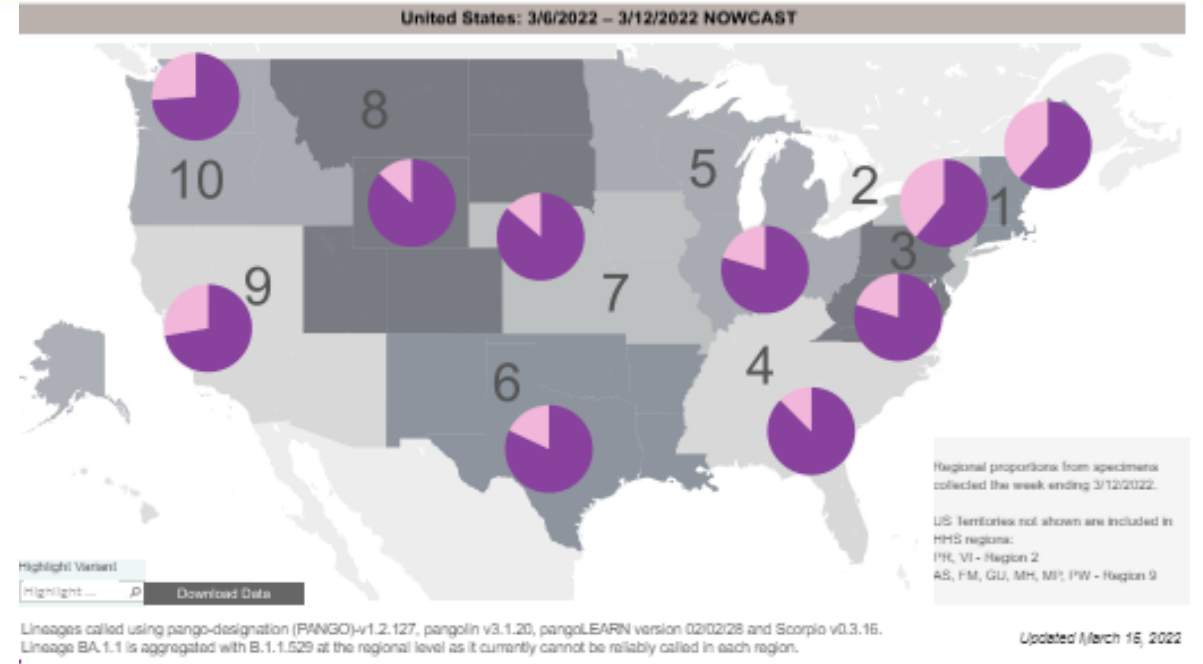 United States: 3/6/2022 – 3/12/2022 NOWCAST
8
10
5
2
1
3
9
7
4
6
Regional proportions from specimens
collected the week ending 3/12/2022.
US Territories not shown are included in
HHS regions:
PR, VI - Region 2
AS, FM, GU, MH, MP, PW - Region 9
Highlight Variant
Highlight ...
Download Data
Lineages called using pango-designation (PANGO)-v1.2.127, pangolin v3.1.20, pangoLEARN version 02/02/28 and Scorpio v0.3.16.
Lineage BA.1.1 is aggregated with B.1.1.529 at the regional level as it currently cannot be reliably called in each region.
Updated March 15, 2022